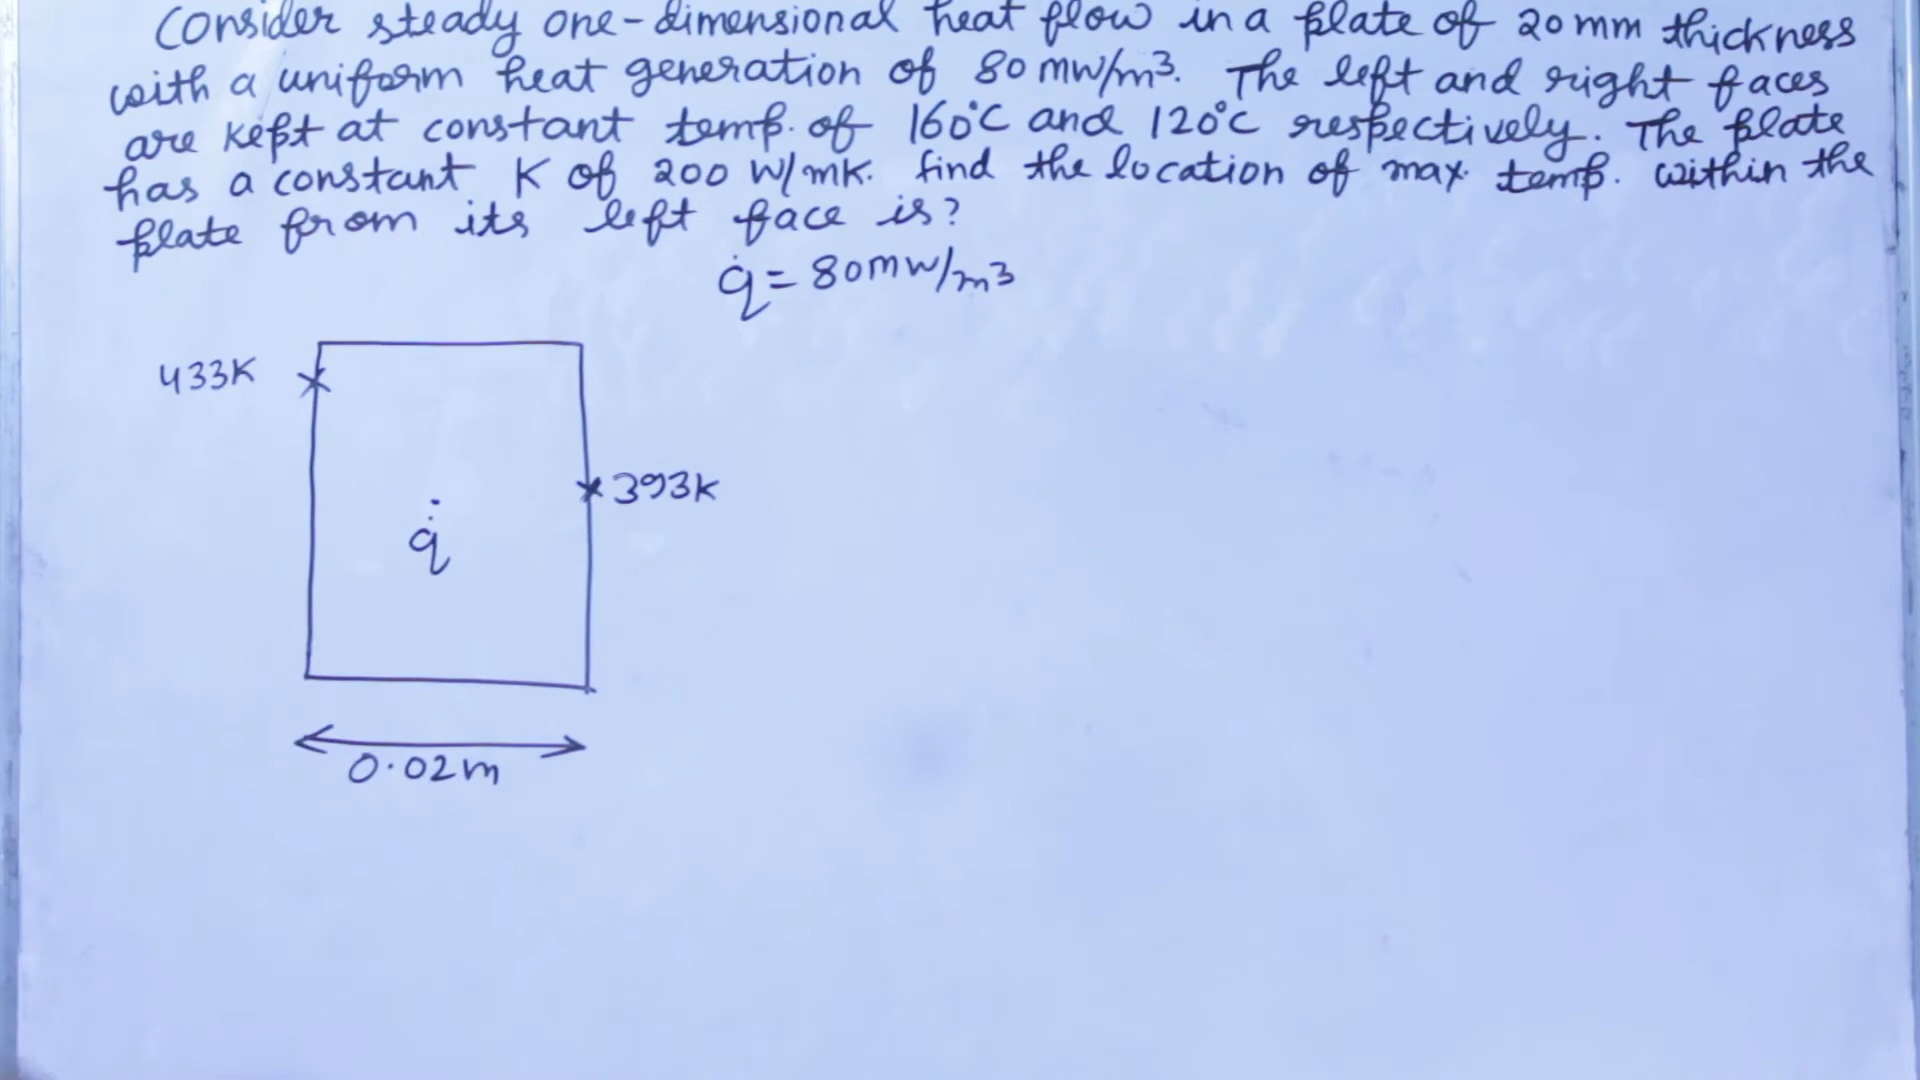 Consider steady one-dimensional heat flow in a plate of 20 mm thickness
with a uniform heat generation of 80 mw/m³. The left and right faces
are kept at constant temp. of 160°C and 120°C respectively. The plate
has a constant K of 200 W/mK. find the location of max. temp. within the
plate from its left face is?
q̇ = 80mw/m³
433K
393K
q̇
0.02m